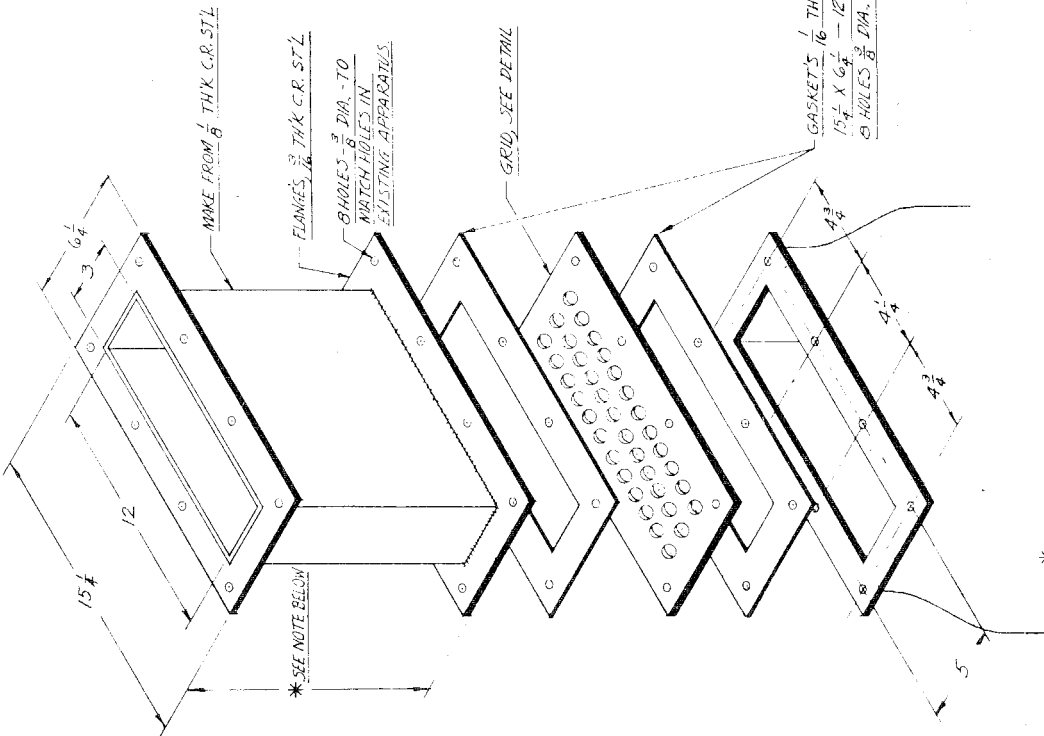 MAKE FROM 1/8 TH'K C.R. ST'L
FLANGES, 3/16 TH'K C.R. ST'L
8 HOLES - 3/8 DIA. - TO
MATCH HOLES IN
EXISTING APPARATUS.
GRID, SEE DETAIL
GASKET'S 1/16 TH
15 1/4 X 6 1/4 - 12
8 HOLES 3/8 DIA.
6 1/4
3
15 1/4
12
* SEE NOTE BELOW
4 3/4
4 1/4
4 3/4
5
*